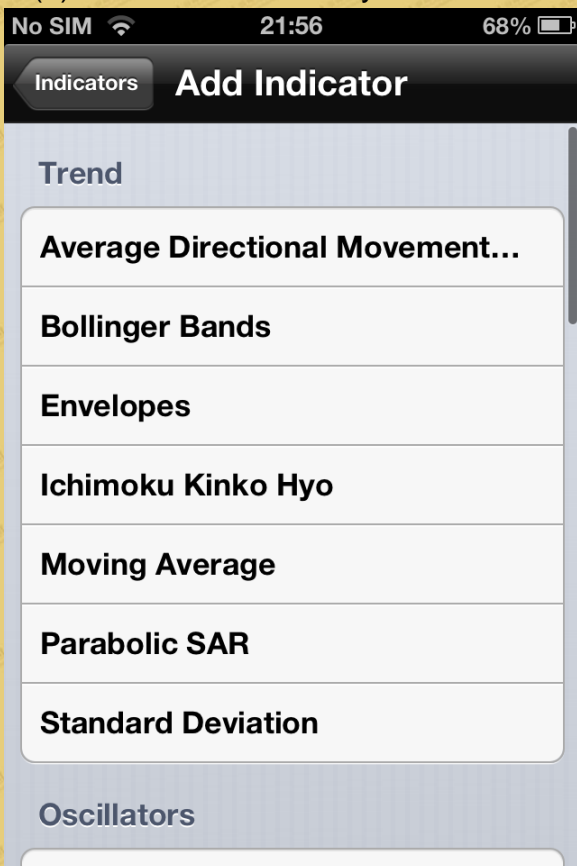 No SIM 21:56 68%
Indicators Add Indicator
Trend
Average Directional Movement...
Bollinger Bands
Envelopes
Ichimoku Kinko Hyo
Moving Average
Parabolic SAR
Standard Deviation
Oscillators